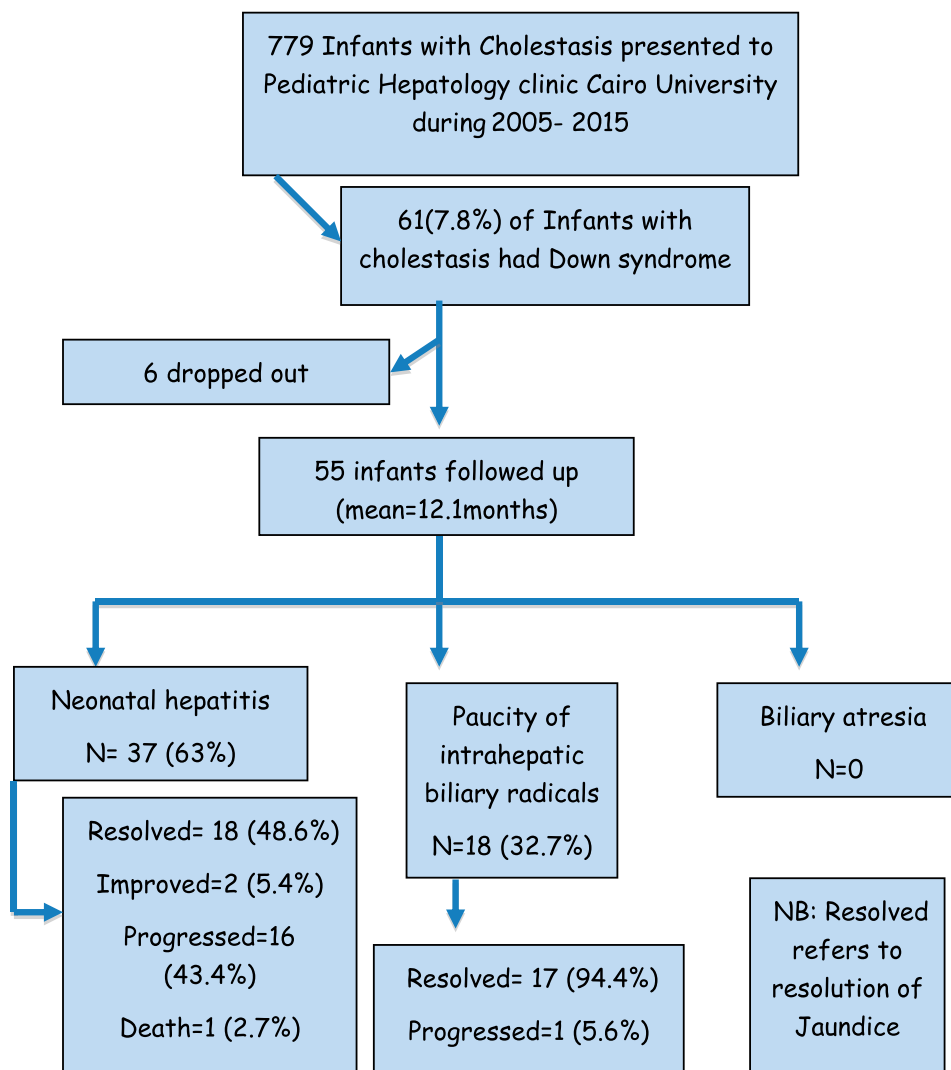 779 Infants with Cholestasis presented to
Pediatric Hepatology clinic Cairo University
during 2005- 2015
61(7.8%) of Infants with
cholestasis had Down syndrome
6 dropped out
55 infants followed up
(mean=12.1months)
Neonatal hepatitis
N= 37 (63%)
Resolved= 18 (48.6%)
Improved=2 (5.4%)
Progressed=16
(43.4%)
Death=1 (2.7%)
Paucity of
intrahepatic
biliary radicals
N=18 (32.7%)
Resolved= 17 (94.4%)
Progressed=1 (5.6%)
Biliary atresia
N=0
NB: Resolved
refers to
resolution of
Jaundice